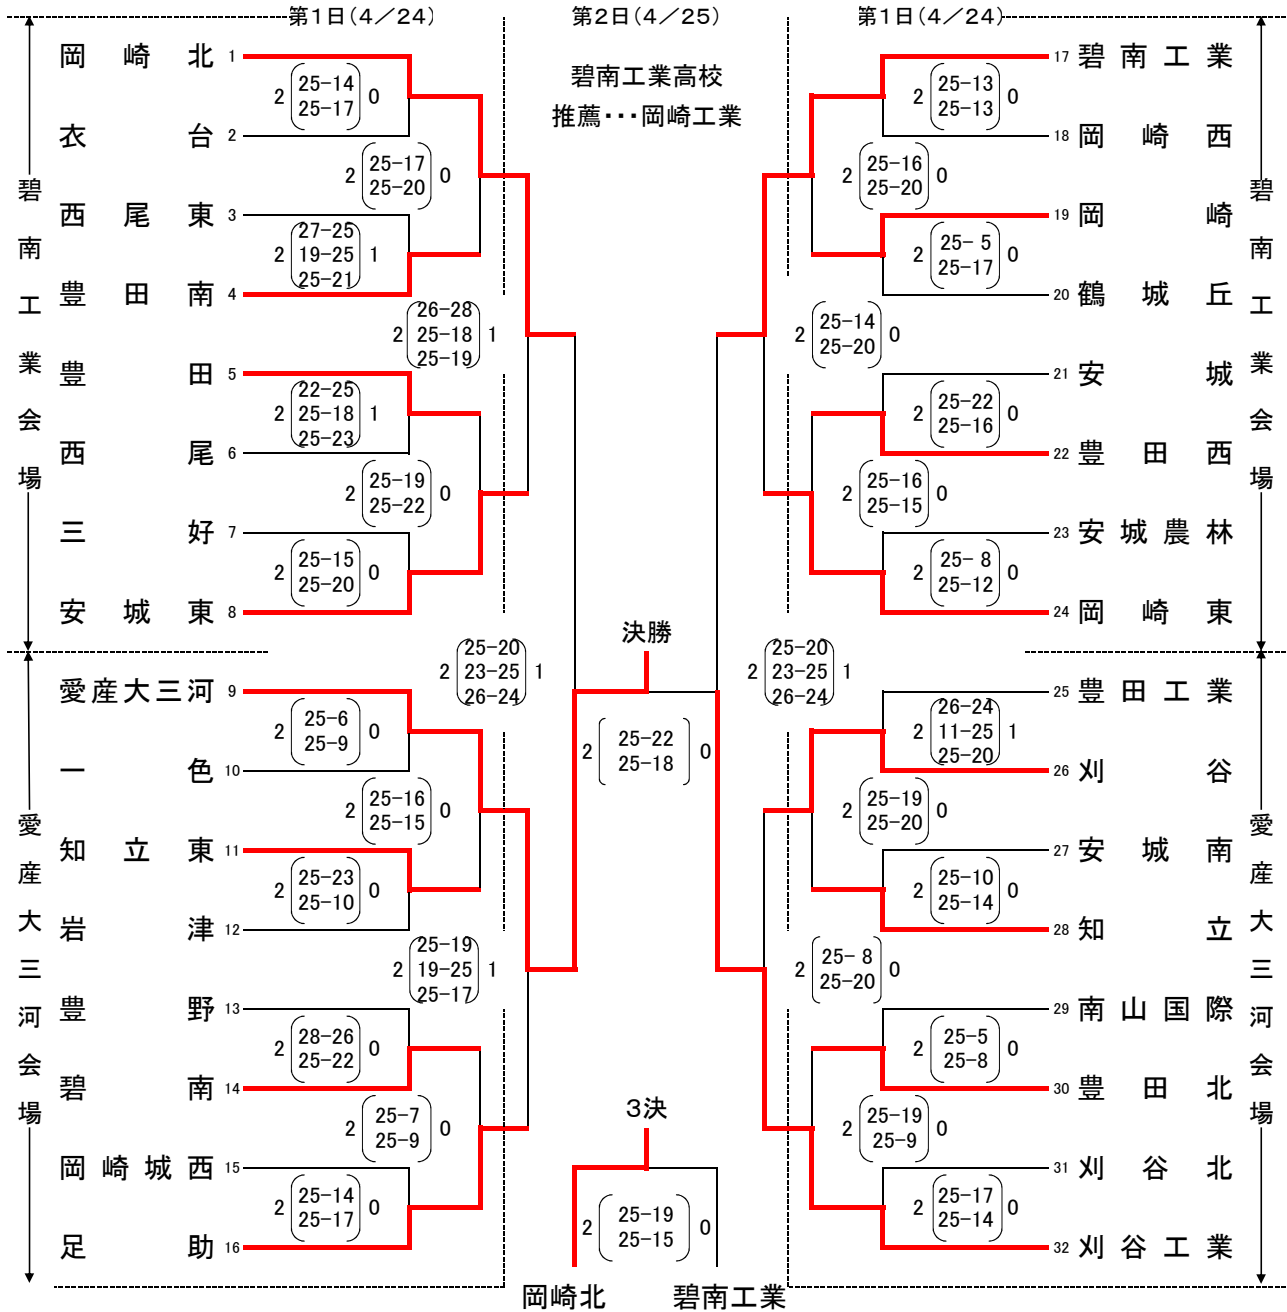 第1日(4/24)
第2日(4/25)
第1日(4/24)
碧南工業高校
推薦・・・岡崎工業
碧南工業会場
愛産大三河会場
岡崎北 1
2 25-14 0
25-17
衣台 2
2 25-17 0
25-20
西尾東 3
27-25
2 19-25 1
25-21
豊田南 4
26-28
2 25-18 1
25-19
豊田 5
22-25
2 25-18 1
25-23
西尾 6
2 25-19 0
25-22
三好 7
2 25-15 0
25-20
安城東 8
25-20
2 23-25 1
26-24
愛産大三河 9
2 25-6 0
25-9
一色 10
2 25-16 0
25-15
知立東 11
2 25-23 0
25-10
岩津 12
25-19
2 19-25 1
25-17
豊野 13
2 28-26 0
25-22
碧南 14
2 25-7 0
25-9
岡崎城西 15
2 25-14 0
25-17
足助 16
決勝
2 25-22 0
25-18
3決
2 25-19 0
25-15
岡崎北 碧南工業
17 碧南工業
2 25-13 0
25-13
18 岡崎西
2 25-16 0
25-20
19 岡崎
2 25- 5 0
25-17
20 鶴城丘
2 25-14 0
25-20
21 安城
2 25-22 0
25-16
22 豊田西
2 25-16 0
25-15
23 安城農林
2 25- 8 0
25-12
24 岡崎東
25-20
2 23-25 1
26-24
25 豊田工業
26-24
2 11-25 1
25-20
26 刈谷
2 25-19 0
25-20
27 安城南
2 25-10 0
25-14
28 知立
2 25- 8 0
25-20
29 南山国際
2 25-5 0
25-8
30 豊田北
2 25-19 0
25-9
31 刈谷北
2 25-17 0
25-14
32 刈谷工業
碧南工業会場
愛産大三河会場